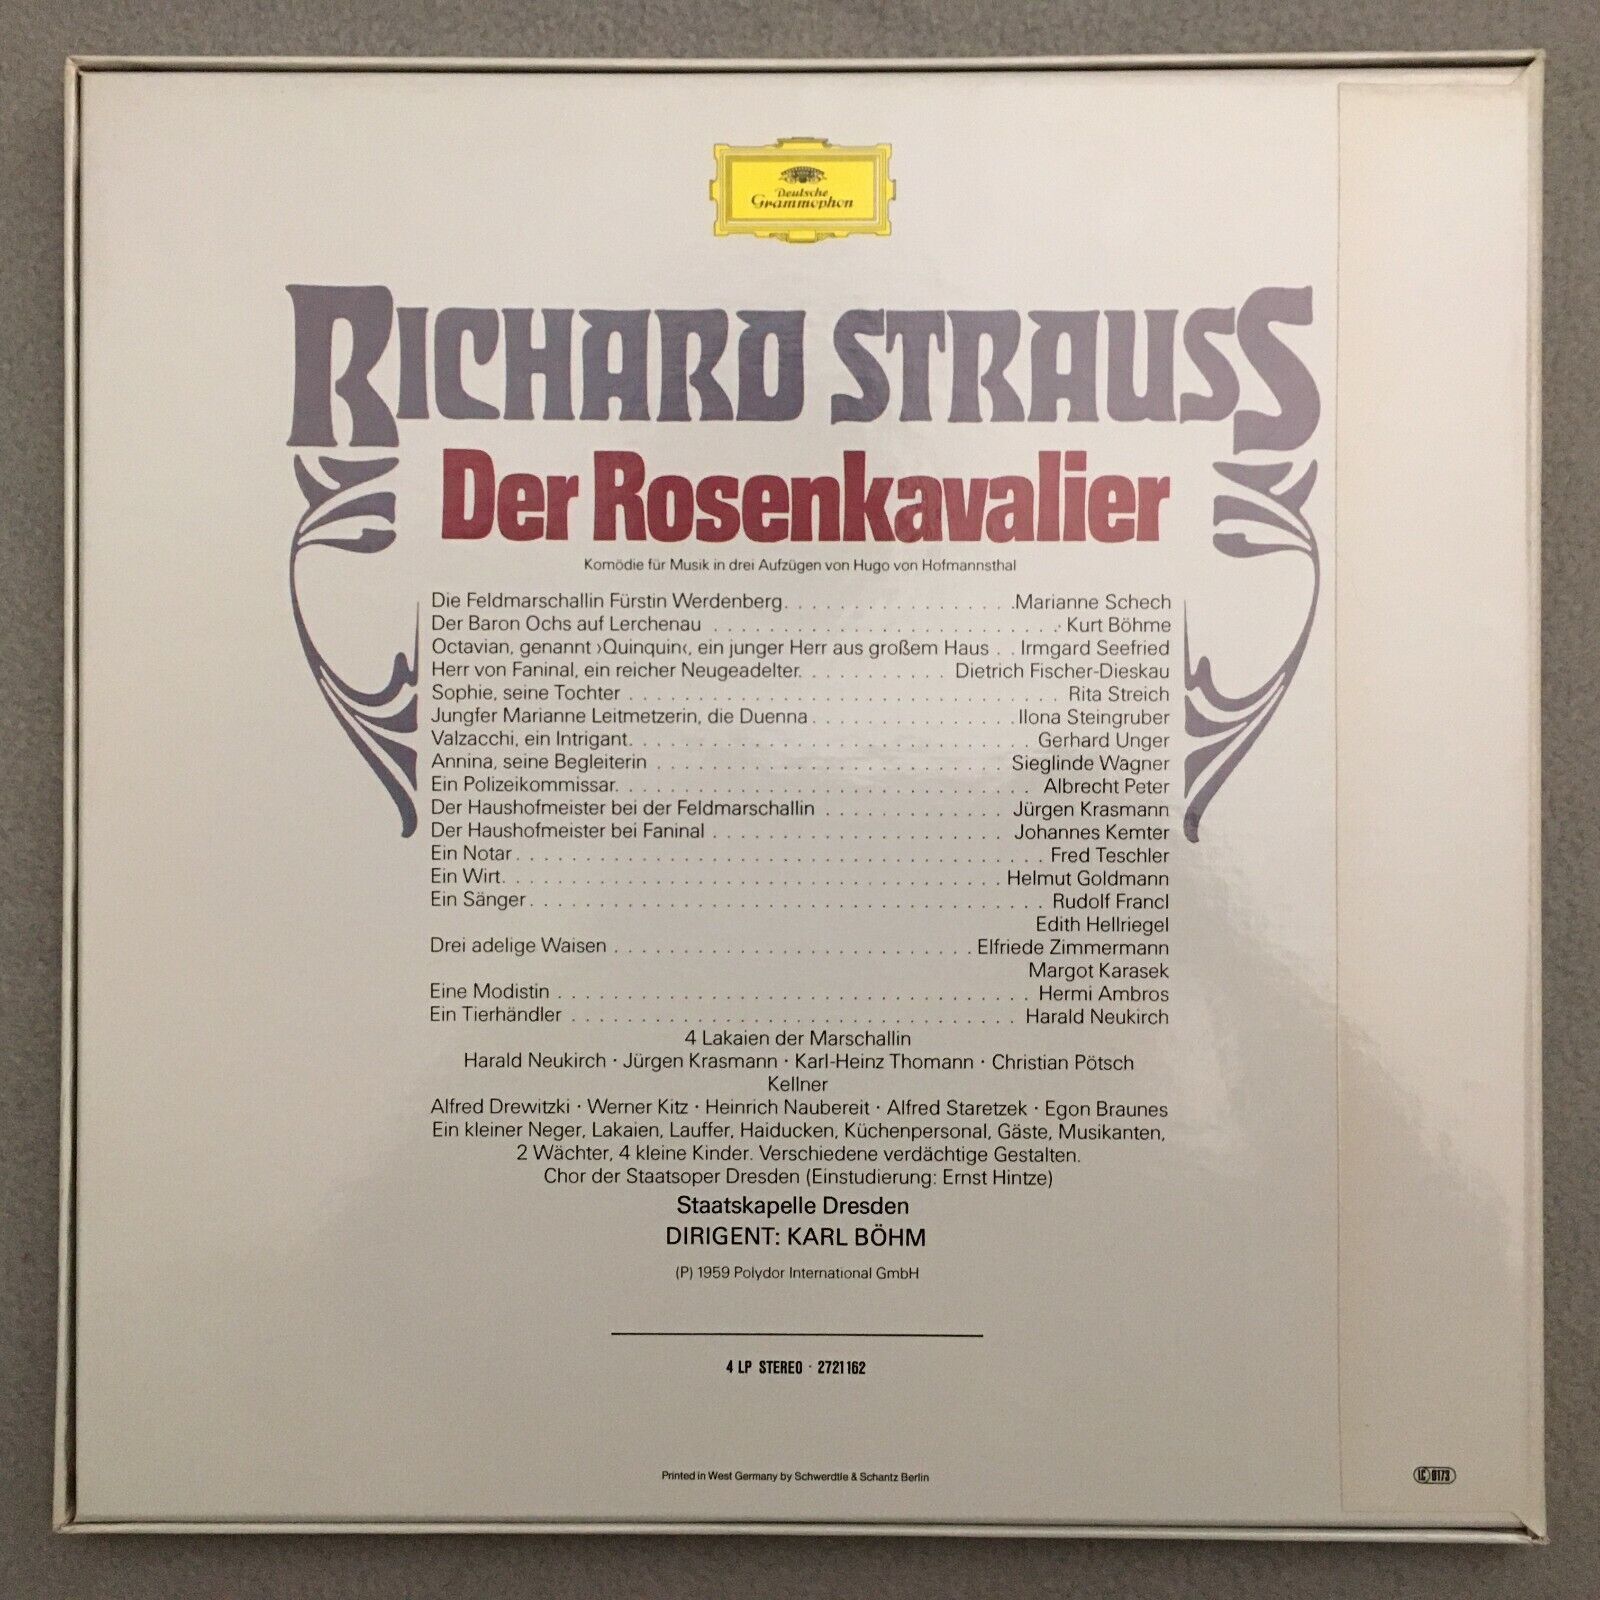 Deutsche
Grammophon
RICHARD STRAUSS
Der Rosenkavalier
Komödie für Musik in drei Aufzügen von Hugo von Hofmannsthal
Die Feldmarschallin Fürstin Werdenberg. . . . . . . . . . . . . . . . . .Marianne Schech
Der Baron Ochs auf Lerchenau . . . . . . . . . . . . . . . . . . . . . . . . . . Kurt Böhme
Octavian, genannt ›Quinquin‹, ein junger Herr aus großem Haus . . Irmgard Seefried
Herr von Faninal, ein reicher Neugeadelter. . . . . . . . . . . Dietrich Fischer-Dieskau
Sophie, seine Tochter . . . . . . . . . . . . . . . . . . . . . . . . . . . . . . . . Rita Streich
Jungfer Marianne Leitmetzerin, die Duenna . . . . . . . . . . . . . . . Ilona Steingruber
Valzacchi, ein Intrigant. . . . . . . . . . . . . . . . . . . . . . . . . . . . . . Gerhard Unger
Annina, seine Begleiterin . . . . . . . . . . . . . . . . . . . . . . . . . . Sieglinde Wagner
Ein Polizeikommissar. . . . . . . . . . . . . . . . . . . . . . . . . . . . . . . Albrecht Peter
Der Haushofmeister bei der Feldmarschallin . . . . . . . . . . . . . Jürgen Krasmann
Der Haushofmeister bei Faninal . . . . . . . . . . . . . . . . . . . . . Johannes Kemter
Ein Notar. . . . . . . . . . . . . . . . . . . . . . . . . . . . . . . . . . . . . . . Fred Teschler
Ein Wirt. . . . . . . . . . . . . . . . . . . . . . . . . . . . . . . . . . . . . Helmut Goldmann
Ein Sänger. . . . . . . . . . . . . . . . . . . . . . . . . . . . . . . . . . . . . . Rudolf Francl
Edith Hellriegel
Drei adelige Waisen . . . . . . . . . . . . . . . . . . . . . . . . . . Elfriede Zimmermann
Margot Karasek
Eine Modistin . . . . . . . . . . . . . . . . . . . . . . . . . . . . . . . . . . . Hermi Ambros
Ein Tierhändler . . . . . . . . . . . . . . . . . . . . . . . . . . . . . . . . . Harald Neukirch
4 Lakaien der Marschallin
Harald Neukirch · Jürgen Krasmann · Karl-Heinz Thomann · Christian Pötsch
Kellner
Alfred Drewitzki · Werner Kitz · Heinrich Naubereit · Alfred Staretzek · Egon Braunes
Ein kleiner Neger, Lakaien, Lauffer, Haiducken, Küchenpersonal, Gäste, Musikanten,
2 Wächter, 4 kleine Kinder. Verschiedene verdächtige Gestalten.
Chor der Staatsoper Dresden (Einstudierung: Ernst Hintze)
Staatskapelle Dresden
DIRIGENT: KARL BÖHM
(P) 1959 Polydor International GmbH
4 LP STEREO · 2721 162
Printed in West Germany by Schwerdtle & Schantz Berlin
LC 0173